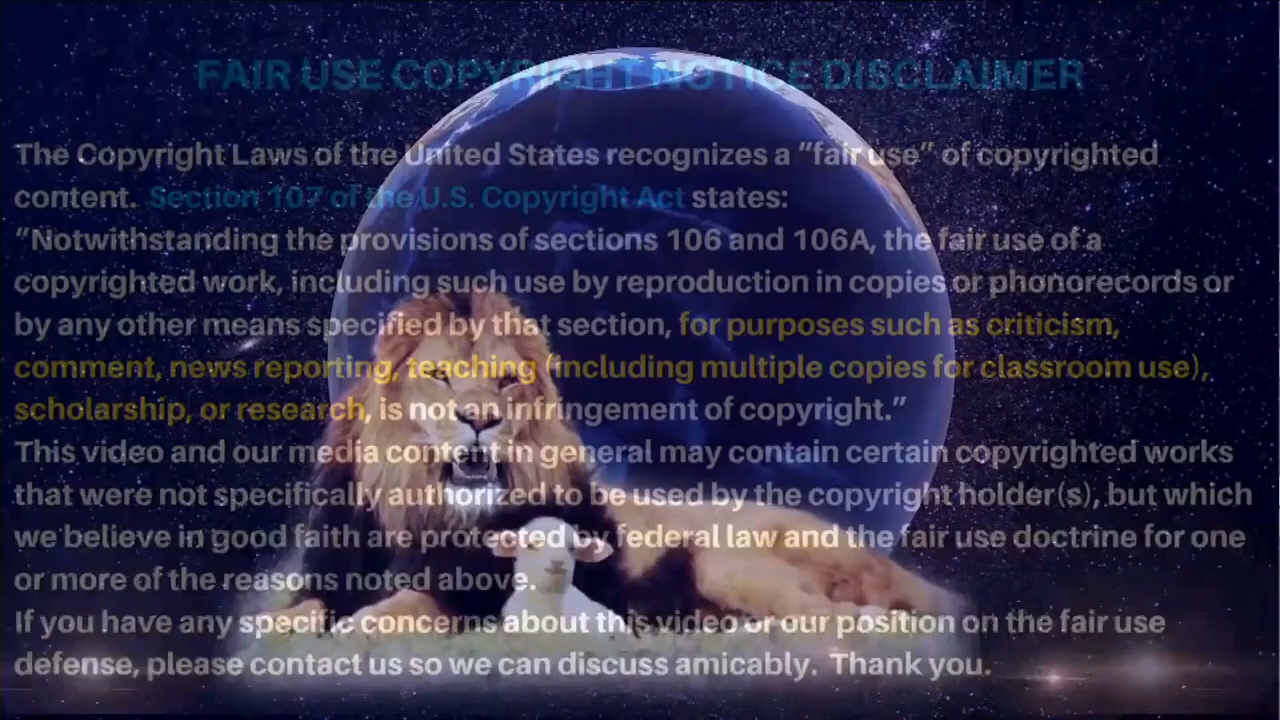 FAIR USE COPYRIGHT NOTICE DISCLAIMER
The Copyright Laws of the United States recognizes a "fair use" of copyrighted
content.  Section 107 of the U.S. Copyright Act states:
"Notwithstanding the provisions of sections 106 and 106A, the fair use of a
copyrighted work, including such use by reproduction in copies or phonorecords or
by any other means specified by that section, for purposes such as criticism,
comment, news reporting, teaching (including multiple copies for classroom use),
scholarship, or research, is not an infringement of copyright."
This video and our media content in general may contain certain copyrighted works
that were not specifically authorized to be used by the copyright holder(s), but which
we believe in good faith are protected by federal law and the fair use doctrine for one
or more of the reasons noted above.
If you have any specific concerns about this video or our position on the fair use
defense, please contact us so we can discuss amicably.  Thank you.